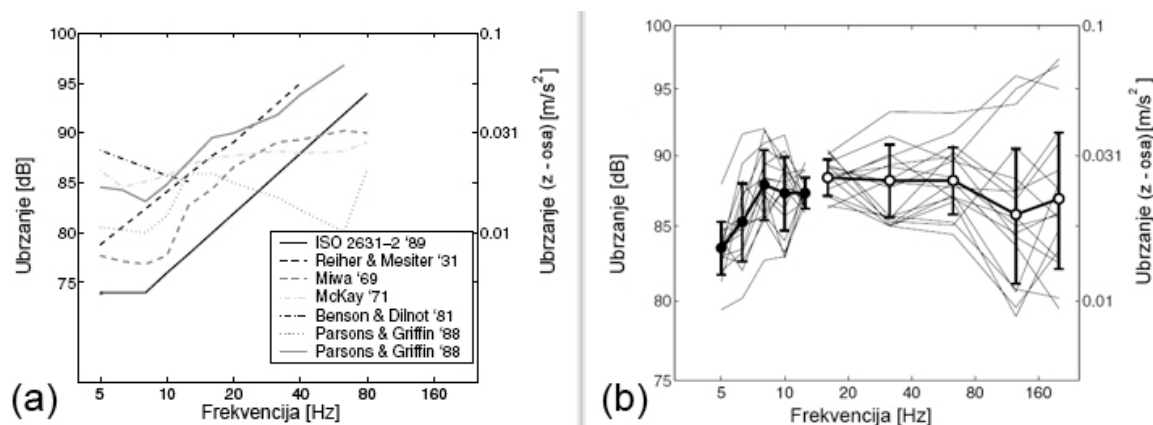 100
95
90
85
80
75
Ubrzanje [dB]
0.1
0.031
0.01
Ubrzanje (z - osa) [m/s²]
ISO 2631–2 '89
Reiher & Mesiter '31
Miwa '69
McKay '71
Benson & Dilnot '81
Parsons & Griffin '88
Parsons & Griffin '88
5 10 20 40 80 160
Frekvencija [Hz]
(a)
100
95
90
85
80
75
Ubrzanje [dB]
0.1
0.031
0.01
Ubrzanje (z - osa) [m/s²]
5 10 20 40 80 160
Frekvencija [Hz]
(b)